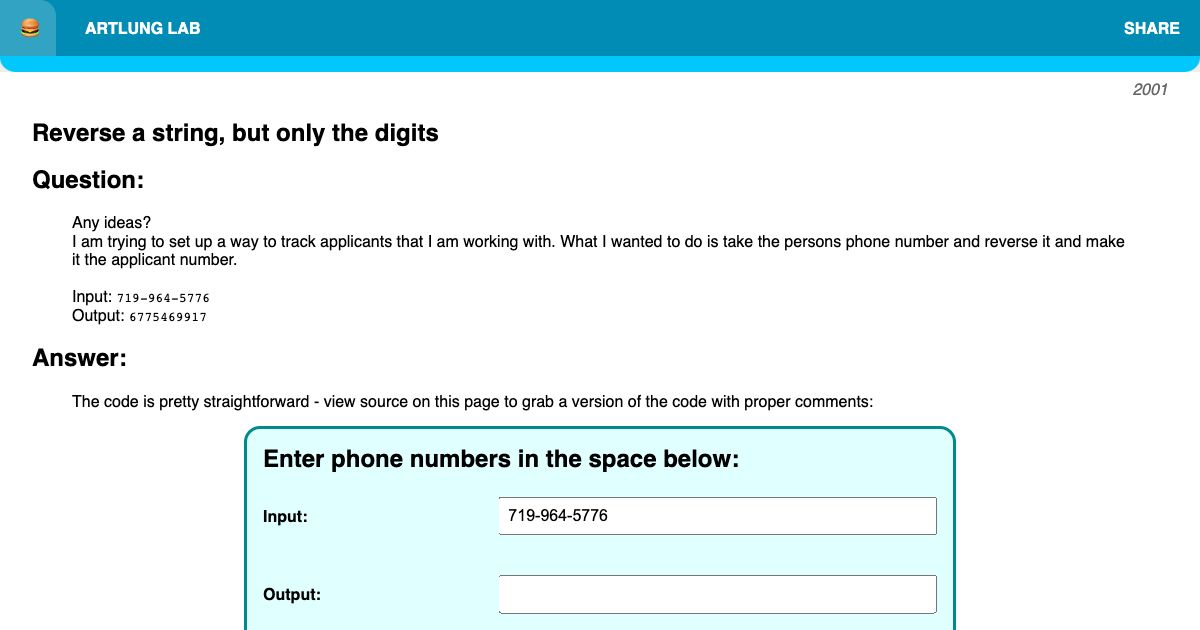 ARTLUNG LAB
SHARE
2001
Reverse a string, but only the digits
Question:
Any ideas?
I am trying to set up a way to track applicants that I am working with. What I wanted to do is take the persons phone number and reverse it and make
it the applicant number.
Input: 719-964-5776
Output: 6775469917
Answer:
The code is pretty straightforward - view source on this page to grab a version of the code with proper comments:
Enter phone numbers in the space below:
Input: 719-964-5776
Output: